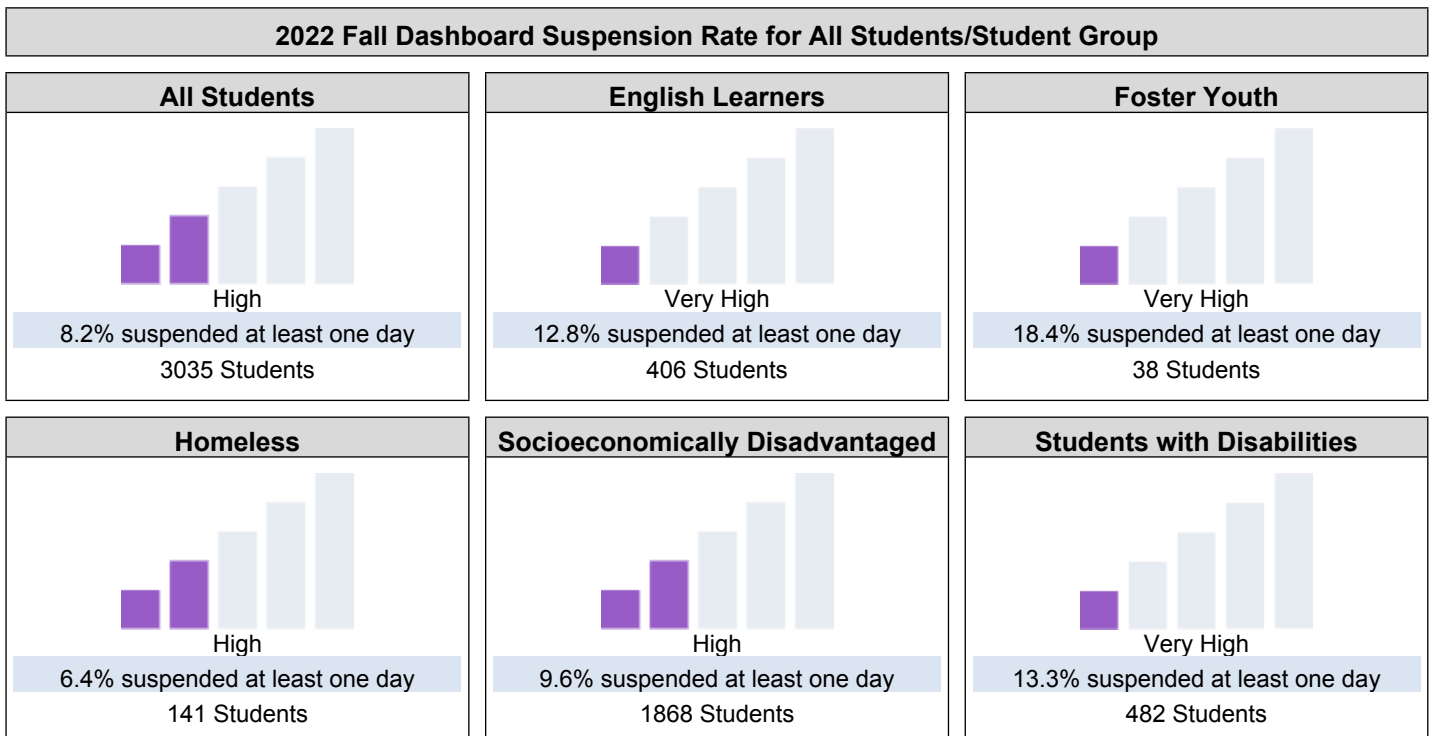 2022 Fall Dashboard Suspension Rate for All Students/Student Group
All Students
High
8.2% suspended at least one day
3035 Students
English Learners
Very High
12.8% suspended at least one day
406 Students
Foster Youth
Very High
18.4% suspended at least one day
38 Students
Homeless
High
6.4% suspended at least one day
141 Students
Socioeconomically Disadvantaged
High
9.6% suspended at least one day
1868 Students
Students with Disabilities
Very High
13.3% suspended at least one day
482 Students